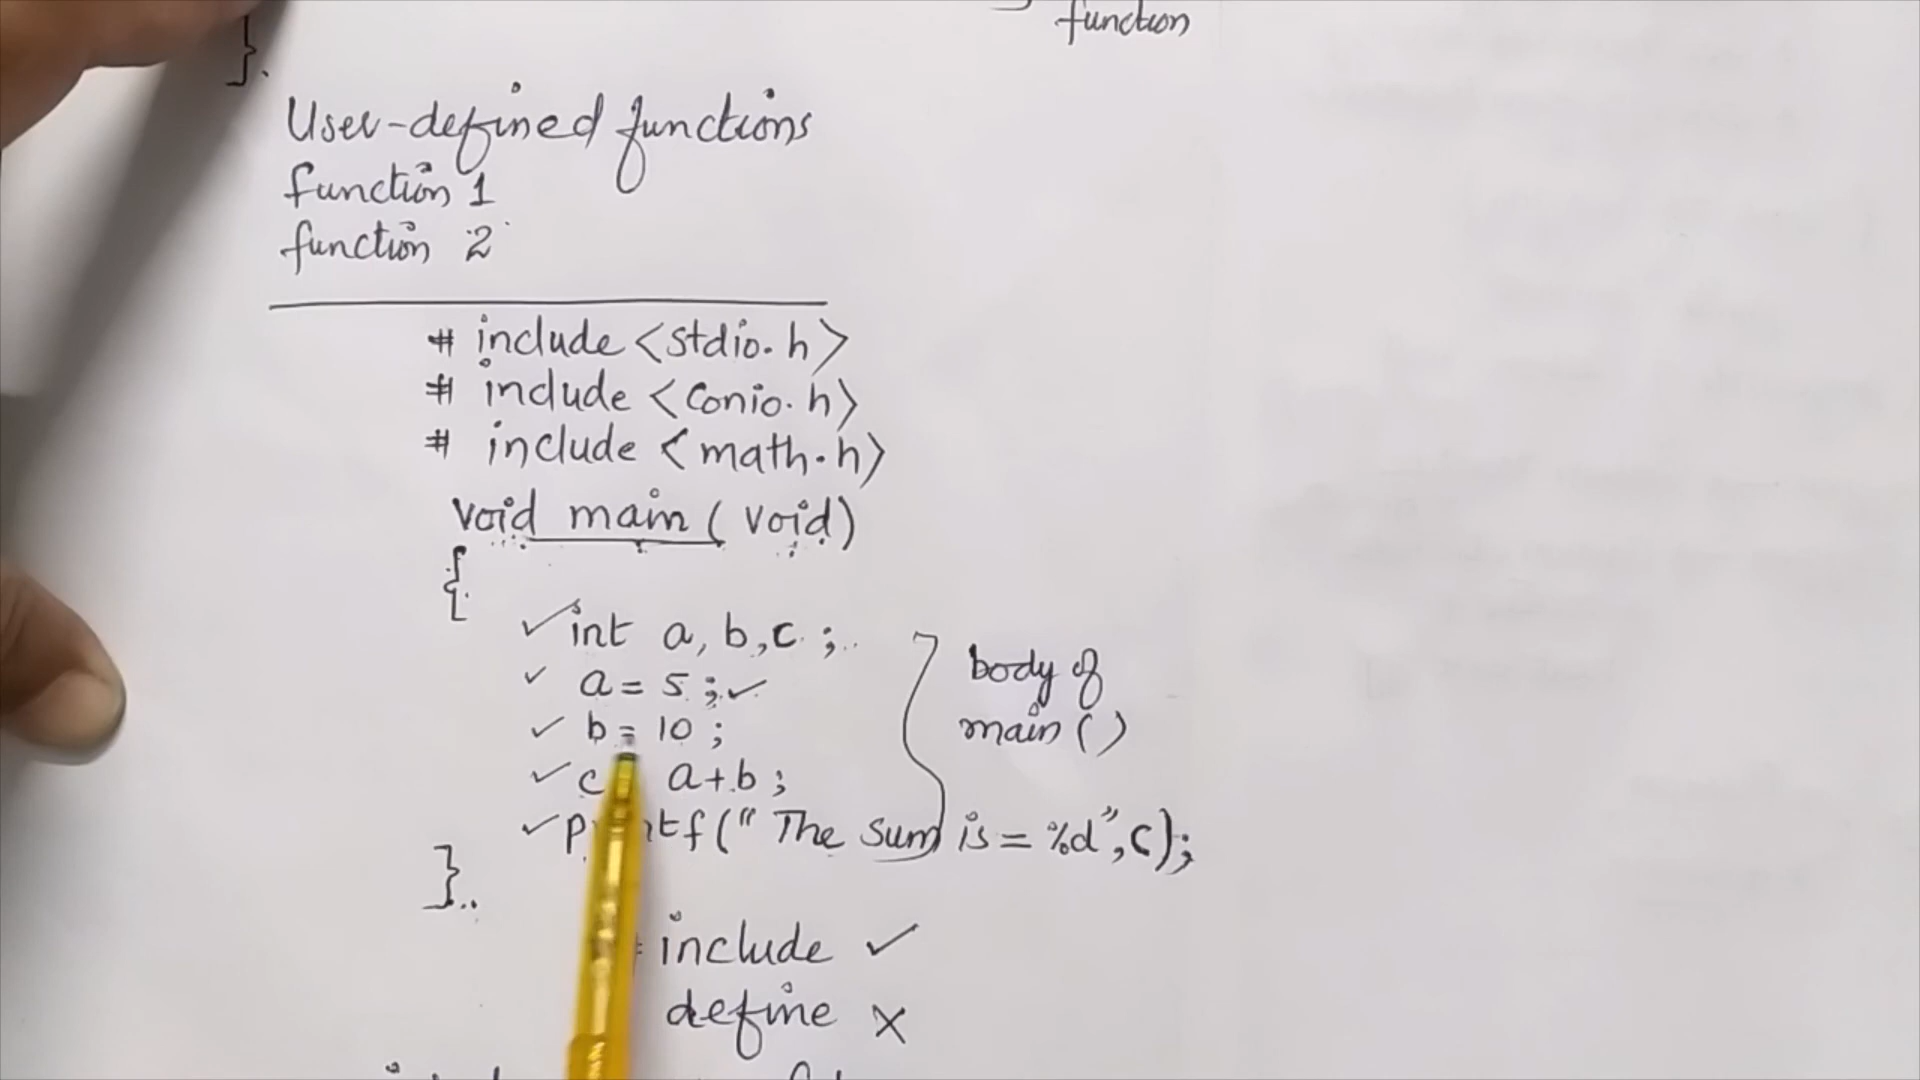 function
}.
User-defined functions
function 1
function 2
# include <stdio.h>
# include <conio.h>
# include <math.h>
void main( void)
{
int a, b, c ;
a = 5 ;
b = 10 ;
c a+b ;
body of
main ( )
printf(" The Sum is = %d", c);
}
include ✓
define ×